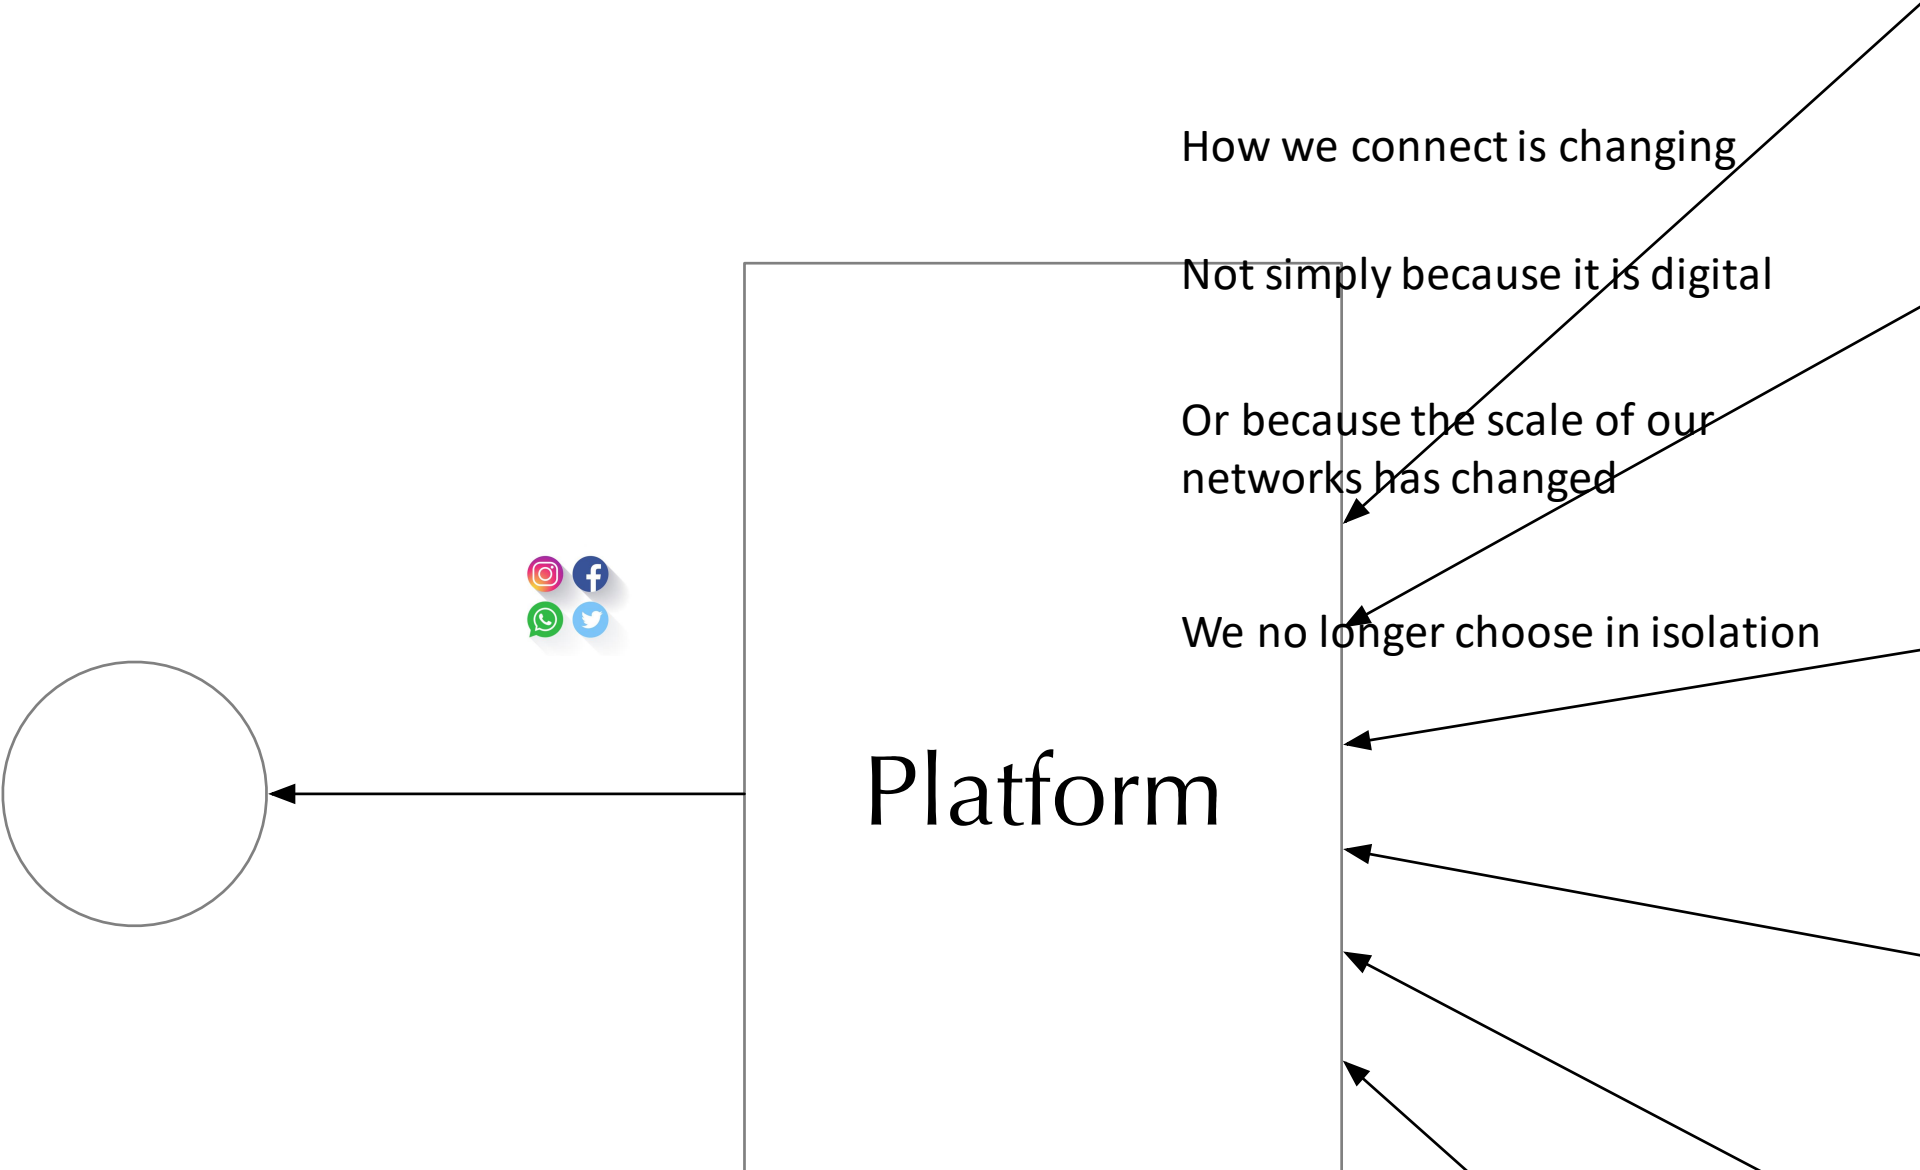 How we connect is changing
Not simply because it is digital
Or because the scale of our
networks has changed
We no longer choose in isolation
Platform